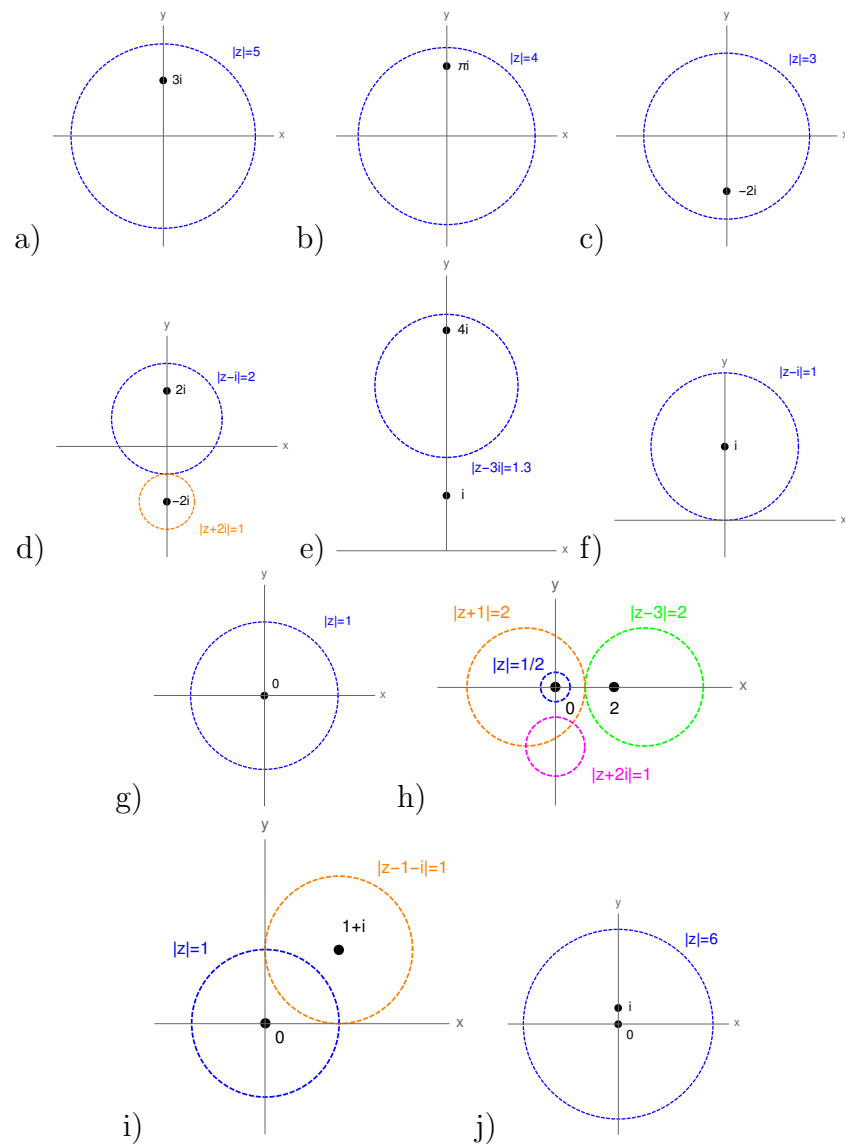 y
|z|=5
3i
x
a)
y
|z|=4
πi
x
b)
y
|z|=3
x
-2i
c)
y
|z-i|=2
2i
x
-2i
|z+2i|=1
d)
y
4i
|z-3i|=1.3
i
x
e)
y
|z-i|=1
i
x
f)
y
|z|=1
0
x
g)
y
|z+1|=2
|z-3|=2
|z|=1/2
x
0
2
|z+2i|=1
h)
y
|z-1-i|=1
1+i
|z|=1
x
0
i)
y
|z|=6
i
x
0
j)